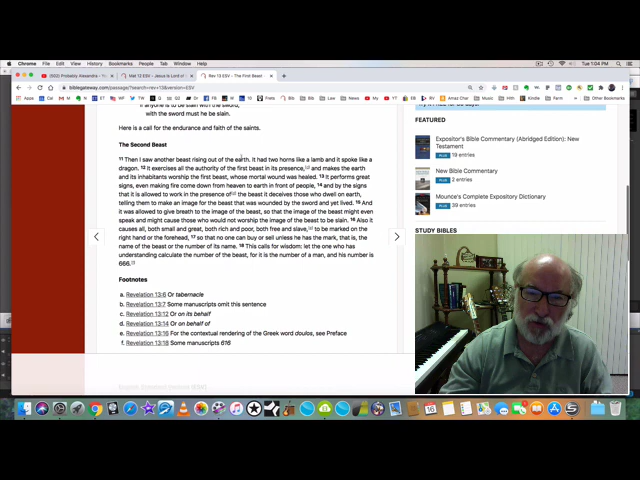 Chrome File Edit View History Bookmarks People Tab Window Help Tue 1:04 PM
(602) Probably Alexandra - Yo Mat 12 ESV - Jesus Is Lord of Rev 13 ESV - The First Beast
biblegateway.com/passage/?search=rev+13&version=ESV
with the sword must he be slain.
Here is a call for the endurance and faith of the saints.
The Second Beast
11 Then I saw another beast rising out of the earth. It had two horns like a lamb and it spoke like a
dragon. 12 It exercises all the authority of the first beast in its presence, and makes the earth
and its inhabitants worship the first beast, whose mortal wound was healed. 13 It performs great
signs, even making fire come down from heaven to earth in front of people, 14 and by the signs
that it is allowed to work in the presence of the beast it deceives those who dwell on earth,
telling them to make an image for the beast that was wounded by the sword and yet lived. 15 And
it was allowed to give breath to the image of the beast, so that the image of the beast might even
speak and might cause those who would not worship the image of the beast to be slain. 16 Also it
causes all, both small and great, both rich and poor, both free and slave, to be marked on the
right hand or the forehead, 17 so that no one can buy or sell unless he has the mark, that is, the
name of the beast or the number of its name. 18 This calls for wisdom: let the one who has
understanding calculate the number of the beast, for it is the number of a man, and his number is
666.
Footnotes
a. Revelation 13:6 Or tabernacle
b. Revelation 13:7 Some manuscripts omit this sentence
c. Revelation 13:12 Or on its behalf
d. Revelation 13:14 Or on behalf of
e. Revelation 13:16 For the contextual rendering of the Greek word doulos, see Preface
f. Revelation 13:18 Some manuscripts 616
FEATURED
Expositor's Bible Commentary (Abridged Edition): New
Testament
PLUS 19 entries
New Bible Commentary
PLUS 2 entries
Mounce's Complete Expository Dictionary
PLUS 39 entries
STUDY BIBLES